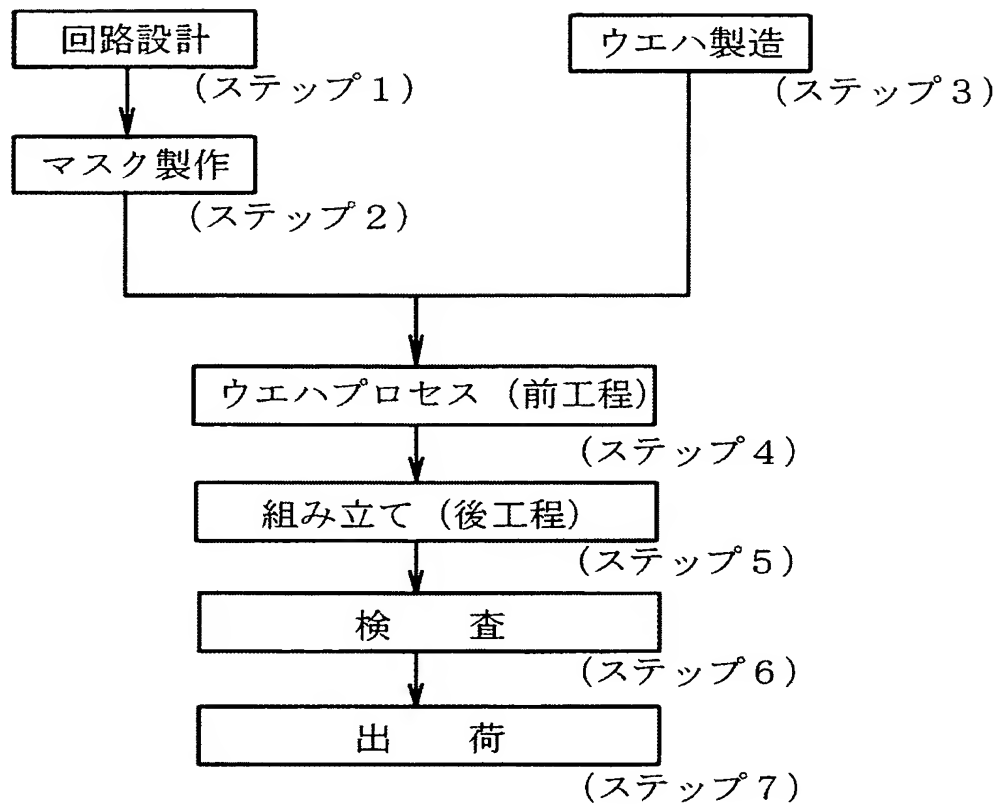 回路設計
(ステップ1)
ウエハ製造
(ステップ3)
マスク製作
(ステップ2)
ウエハプロセス(前工程)
(ステップ4)
組み立て(後工程)
(ステップ5)
検 査
(ステップ6)
出 荷
(ステップ7)